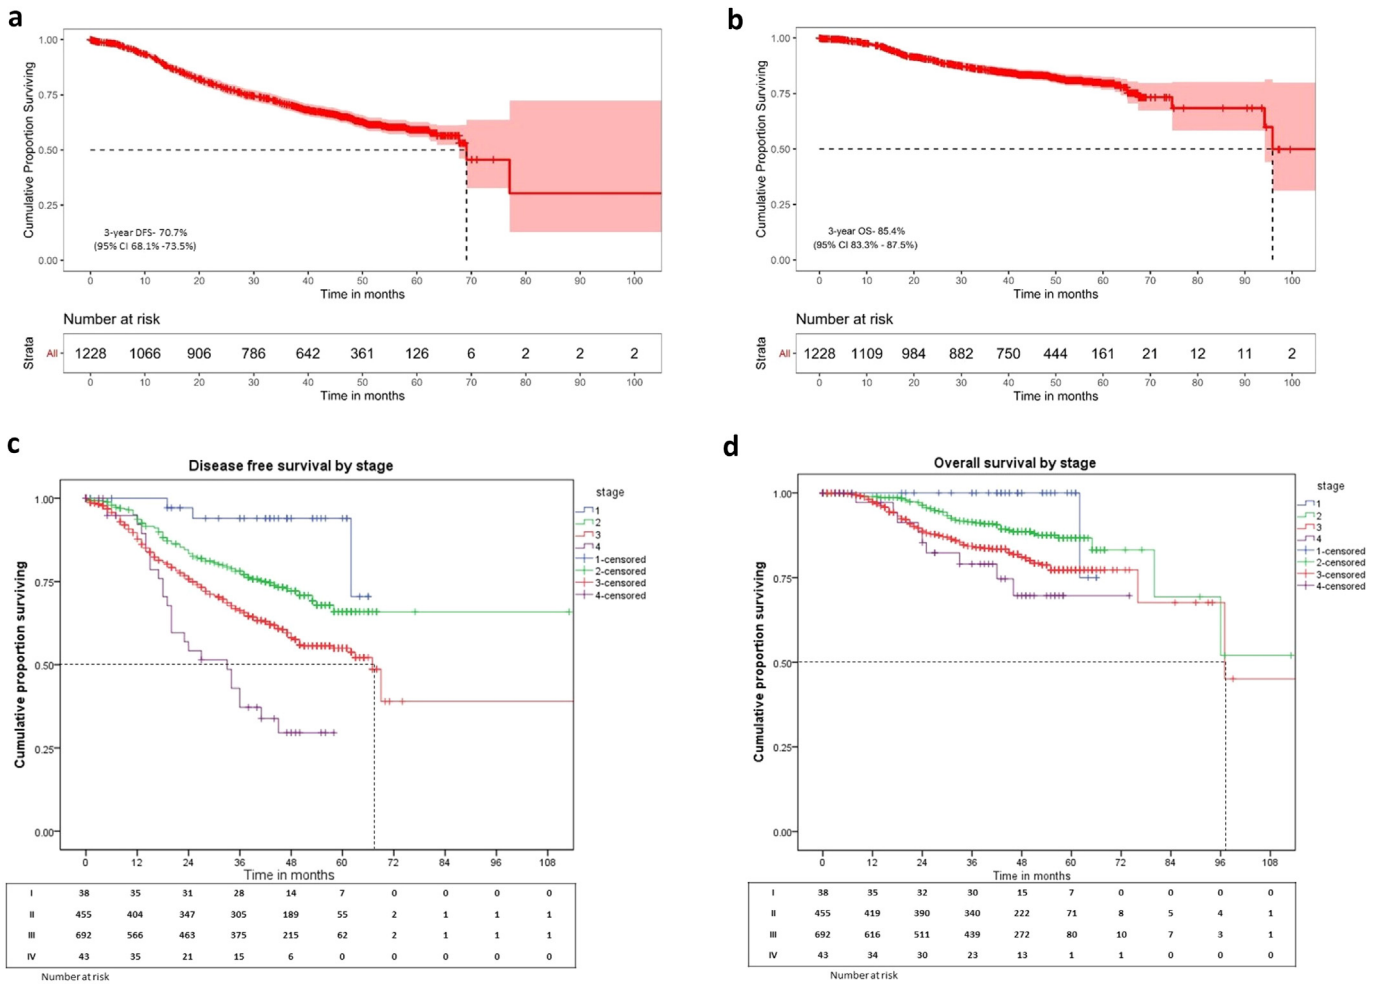 a
1.00
0.75
0.50
0.25
0.00
Cumulative Proportion Surviving
3-year DFS- 70.7%
(95% CI 68.1% -73.5%)
0 10 20 30 40 50 60 70 80 90 100
Time in months
Number at risk
Strata
All 1228 1066 906 786 642 361 126 6 2 2 2
0 10 20 30 40 50 60 70 80 90 100
Time in months
b
1.00
0.75
0.50
0.25
0.00
Cumulative Proportion Surviving
3-year OS- 85.4%
(95% CI 83.3% - 87.5%)
0 10 20 30 40 50 60 70 80 90 100
Time in months
Number at risk
Strata
All 1228 1109 984 882 750 444 161 21 12 11 2
0 10 20 30 40 50 60 70 80 90 100
Time in months
c
Disease free survival by stage
1.00
0.75
0.50
0.25
0.00
Cumulative proportion surviving
stage
1
2
3
4
1-censored
2-censored
3-censored
4-censored
0 12 24 36 48 60 72 84 96 108
Time in months
I 38 35 31 28 14 7 0 0 0 0
II 455 404 347 305 189 55 2 1 1 1
III 692 566 463 375 215 62 2 1 1 1
IV 43 35 21 15 6 0 0 0 0 0
Number at risk
d
Overall survival by stage
1.00
0.75
0.50
0.25
0.00
Cumulative proportion surviving
stage
1
2
3
4
1-censored
2-censored
3-censored
4-censored
0 12 24 36 48 60 72 84 96 108
Time in months
I 38 35 32 30 15 7 0 0 0 0
II 455 419 390 340 222 71 8 5 4 1
III 692 616 511 439 272 80 10 7 3 1
IV 43 34 30 23 13 1 1 0 0 0
Number at risk